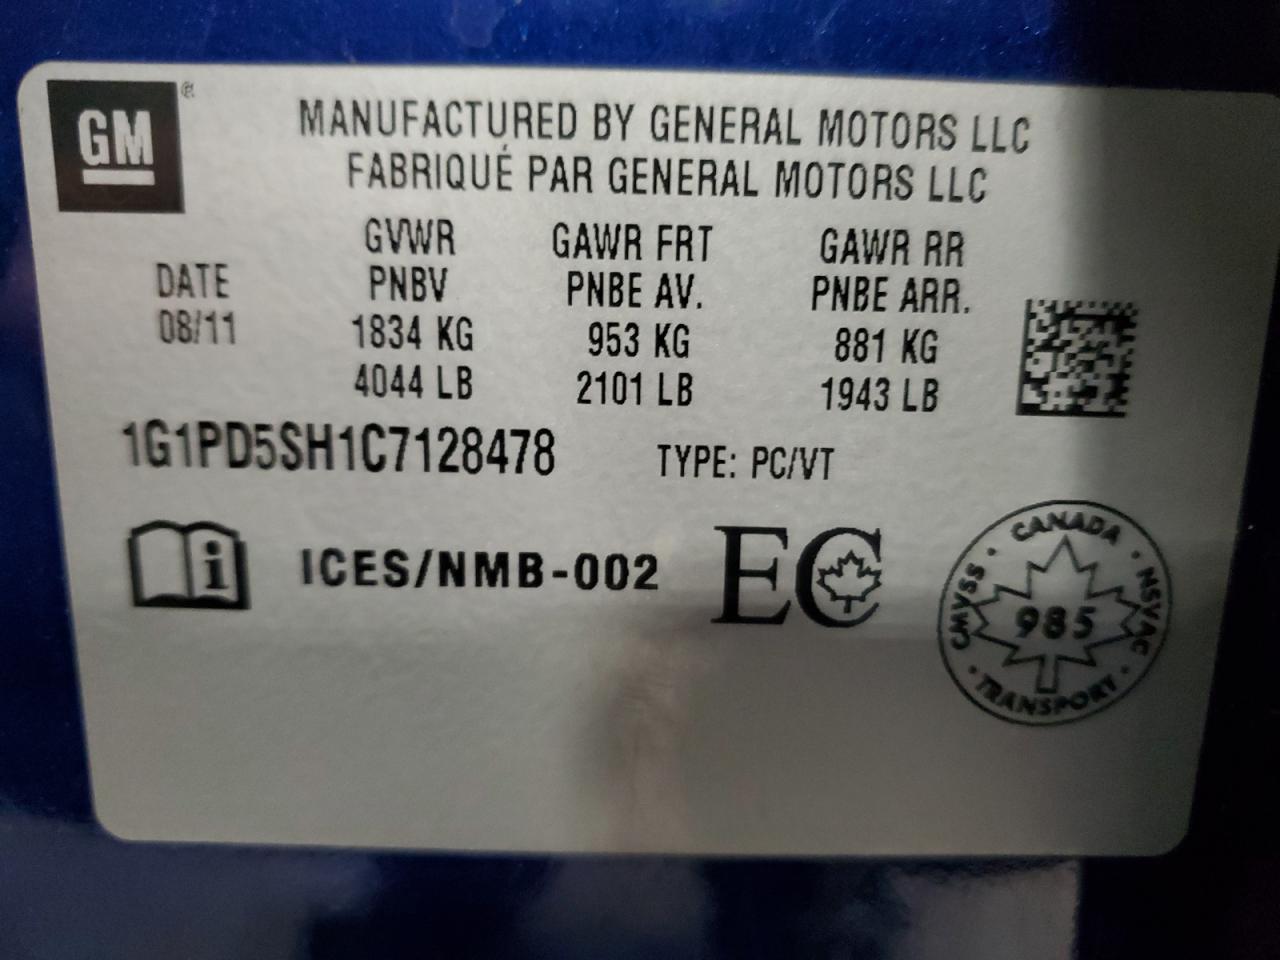 GM ®
MANUFACTURED BY GENERAL MOTORS LLC
FABRIQUÉ PAR GENERAL MOTORS LLC
GVWR GAWR FRT GAWR RR
DATE PNBV PNBE AV. PNBE ARR.
08/11 1834 KG 953 KG 881 KG
4044 LB 2101 LB 1943 LB
1G1PD5SH1C7128478 TYPE: PC/VT
i ICES/NMB-002 EC
CANADA · NSVAC · TRANSPORT · CMVSS ·
985